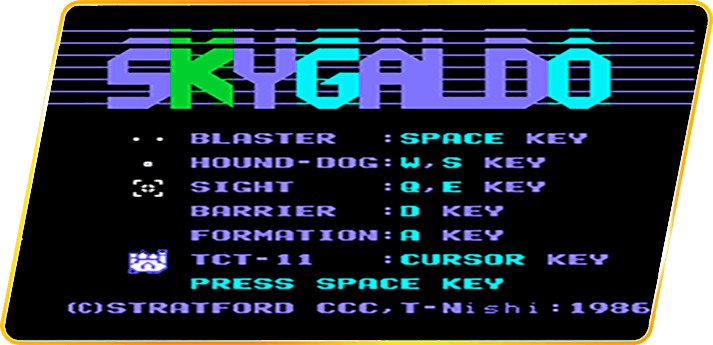 SKYGALDO
BLASTER :SPACE KEY
HOUND-DOG:W,S KEY
SIGHT :Q,E KEY
BARRIER :D KEY
FORMATION:A KEY
TCT-11 :CURSOR KEY
PRESS SPACE KEY
(C)STRATFORD CCC,T-Nishi:1986